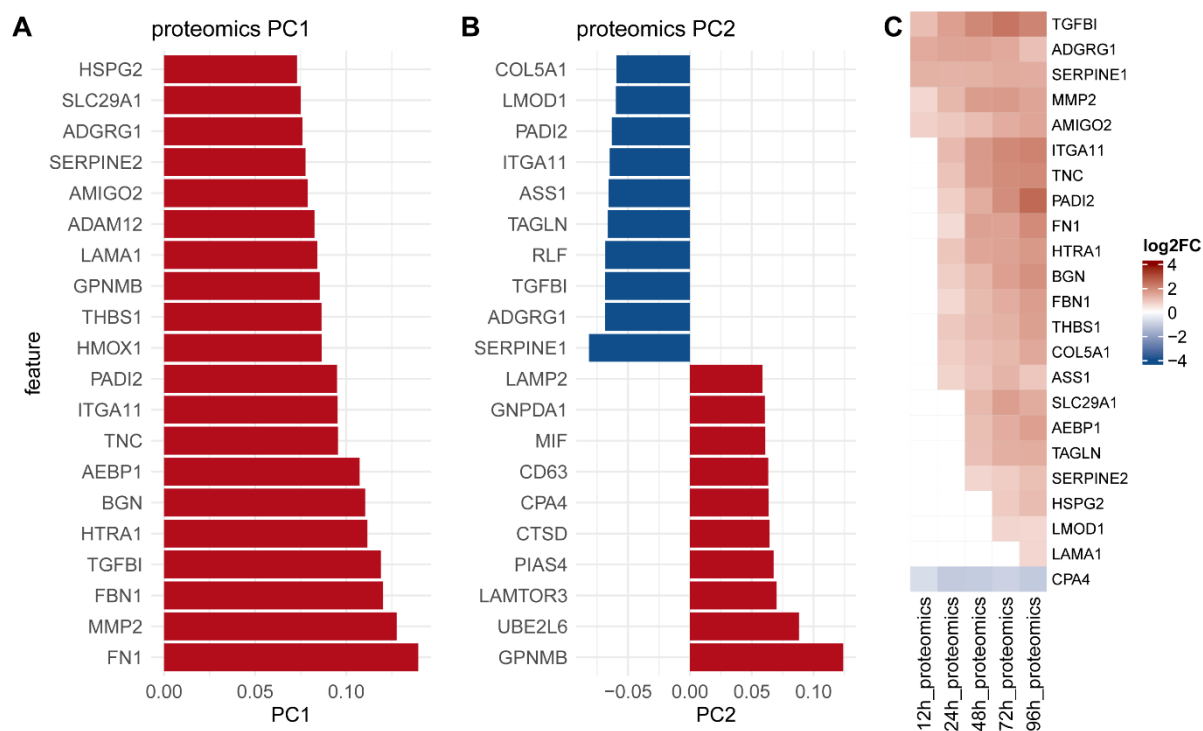 A
proteomics PC1
feature
HSPG2
SLC29A1
ADGRG1
SERPINE2
AMIGO2
ADAM12
LAMA1
GPNMB
THBS1
HMOX1
PADI2
ITGA11
TNC
AEBP1
BGN
HTRA1
TGFBI
FBN1
MMP2
FN1
0.00 0.05 0.10
PC1
B
proteomics PC2
COL5A1
LMOD1
PADI2
ITGA11
ASS1
TAGLN
RLF
TGFBI
ADGRG1
SERPINE1
LAMP2
GNPDA1
MIF
CD63
CPA4
CTSD
PIAS4
LAMTOR3
UBE2L6
GPNMB
−0.05 0.00 0.05 0.10
PC2
C
TGFBI
ADGRG1
SERPINE1
MMP2
AMIGO2
ITGA11
TNC
PADI2
FN1
HTRA1
BGN
FBN1
THBS1
COL5A1
ASS1
SLC29A1
AEBP1
TAGLN
SERPINE2
HSPG2
LMOD1
LAMA1
CPA4
12h_proteomics
24h_proteomics
48h_proteomics
72h_proteomics
96h_proteomics
log2FC
4
2
0
−2
−4